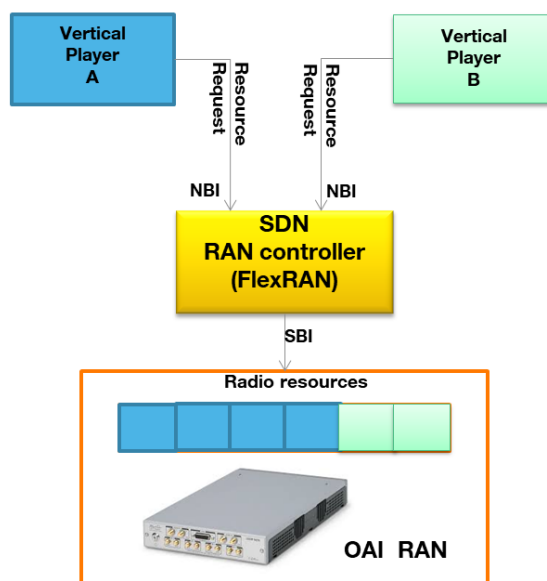 Vertical
Player
A
Vertical
Player
B
Resource
Request
Resource
Request
NBI
NBI
SDN
RAN controller
(FlexRAN)
SBI
Radio resources
OAI RAN